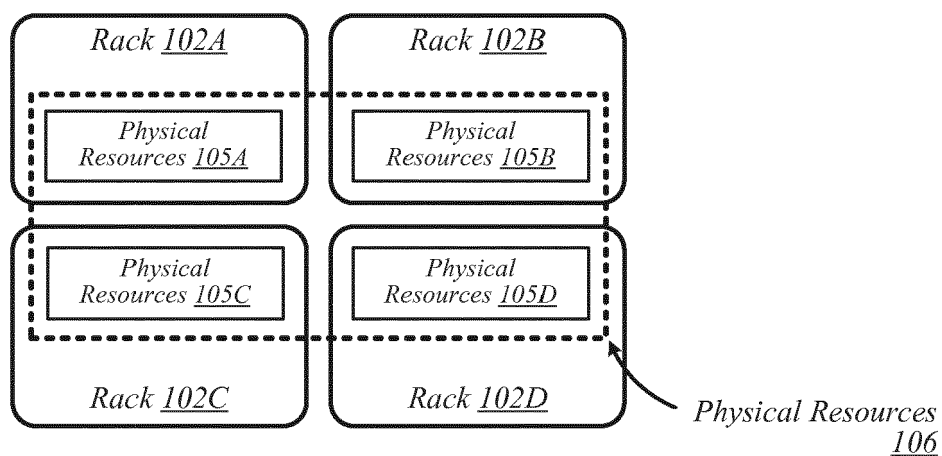 Rack 102A
Rack 102B
Physical
Resources 105A
Physical
Resources 105B
Physical
Resources 105C
Physical
Resources 105D
Rack 102C
Rack 102D
Physical Resources
106